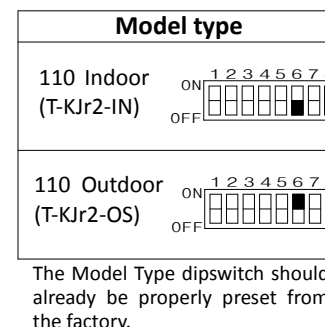 Model type
110 Indoor
(T-KJr2-IN)
1 2 3 4 5 6 7
ON
OFF
110 Outdoor
(T-KJr2-OS)
1 2 3 4 5 6 7
ON
OFF
The Model Type dipswitch should
already be properly preset from
the factory.